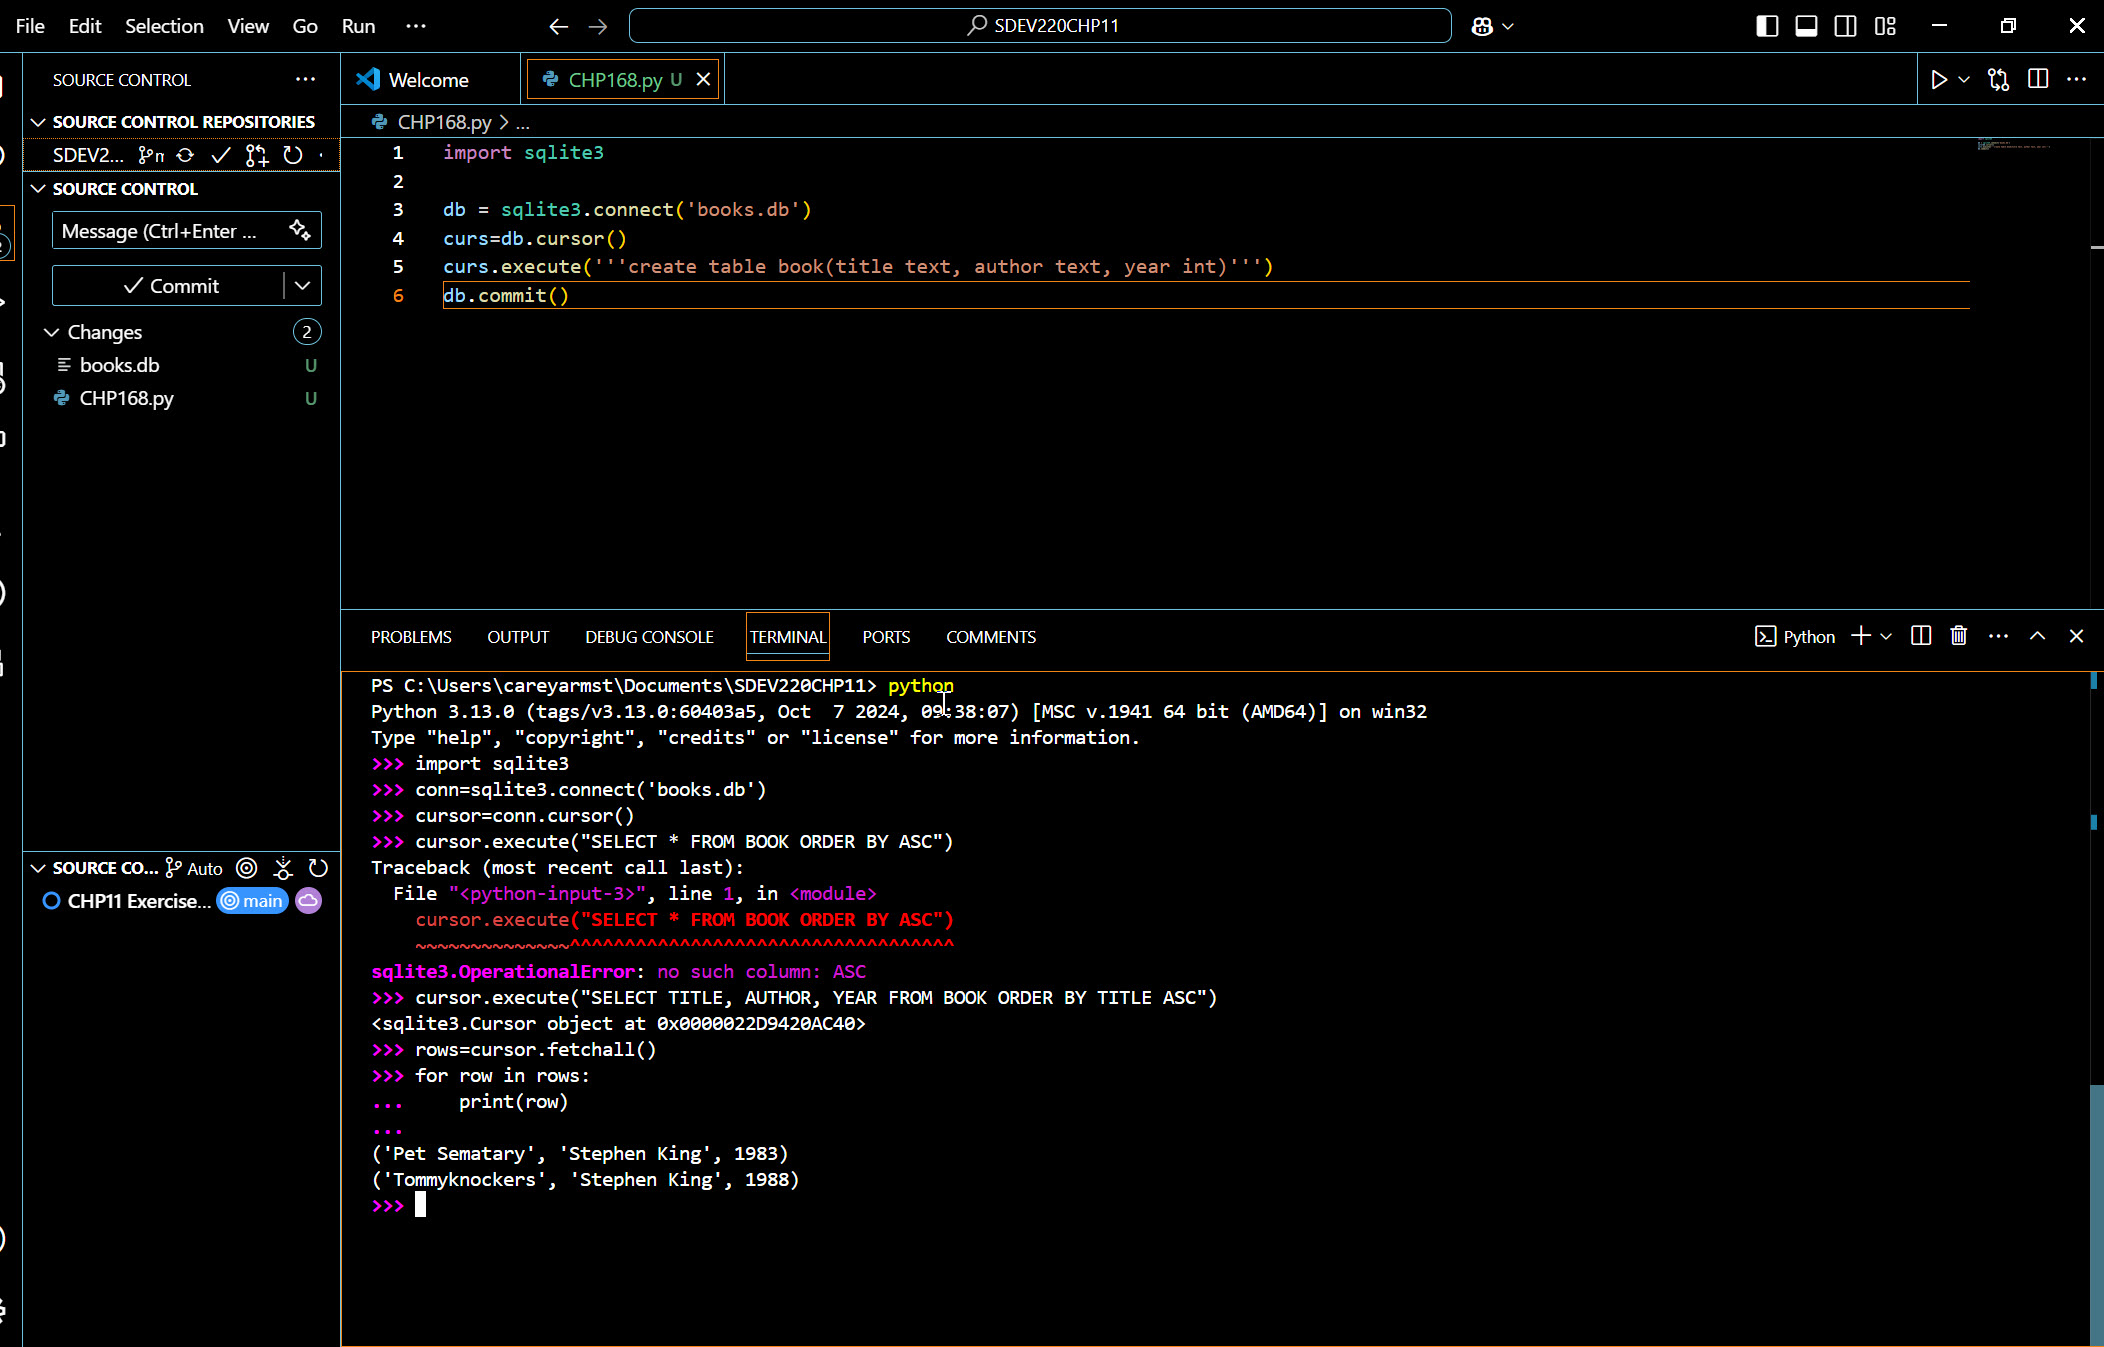 File Edit Selection View Go Run ··· SDEV220CHP11
SOURCE CONTROL ···
Welcome CHP168.py U
SOURCE CONTROL REPOSITORIES
CHP168.py > ...
SDEV2...
SOURCE CONTROL
Message (Ctrl+Enter ...
Commit
Changes 2
books.db U
CHP168.py U
1 import sqlite3
2
3 db = sqlite3.connect('books.db')
4 curs=db.cursor()
5 curs.execute('''create table book(title text, author text, year int)''')
6 db.commit()
SOURCE CO... Auto
CHP11 Exercise... main
PROBLEMS OUTPUT DEBUG CONSOLE TERMINAL PORTS COMMENTS Python
PS C:\Users\careyarmst\Documents\SDEV220CHP11> python
Python 3.13.0 (tags/v3.13.0:60403a5, Oct  7 2024, 09:38:07) [MSC v.1941 64 bit (AMD64)] on win32
Type "help", "copyright", "credits" or "license" for more information.
>>> import sqlite3
>>> conn=sqlite3.connect('books.db')
>>> cursor=conn.cursor()
>>> cursor.execute("SELECT * FROM BOOK ORDER BY ASC")
Traceback (most recent call last):
  File "<python-input-3>", line 1, in <module>
    cursor.execute("SELECT * FROM BOOK ORDER BY ASC")
    ~~~~~~~~~~~~~~^^^^^^^^^^^^^^^^^^^^^^^^^^^^^^^^^^^
sqlite3.OperationalError: no such column: ASC
>>> cursor.execute("SELECT TITLE, AUTHOR, YEAR FROM BOOK ORDER BY TITLE ASC")
<sqlite3.Cursor object at 0x0000022D9420AC40>
>>> rows=cursor.fetchall()
>>> for row in rows:
...     print(row)
...
('Pet Sematary', 'Stephen King', 1983)
('Tommyknockers', 'Stephen King', 1988)
>>>